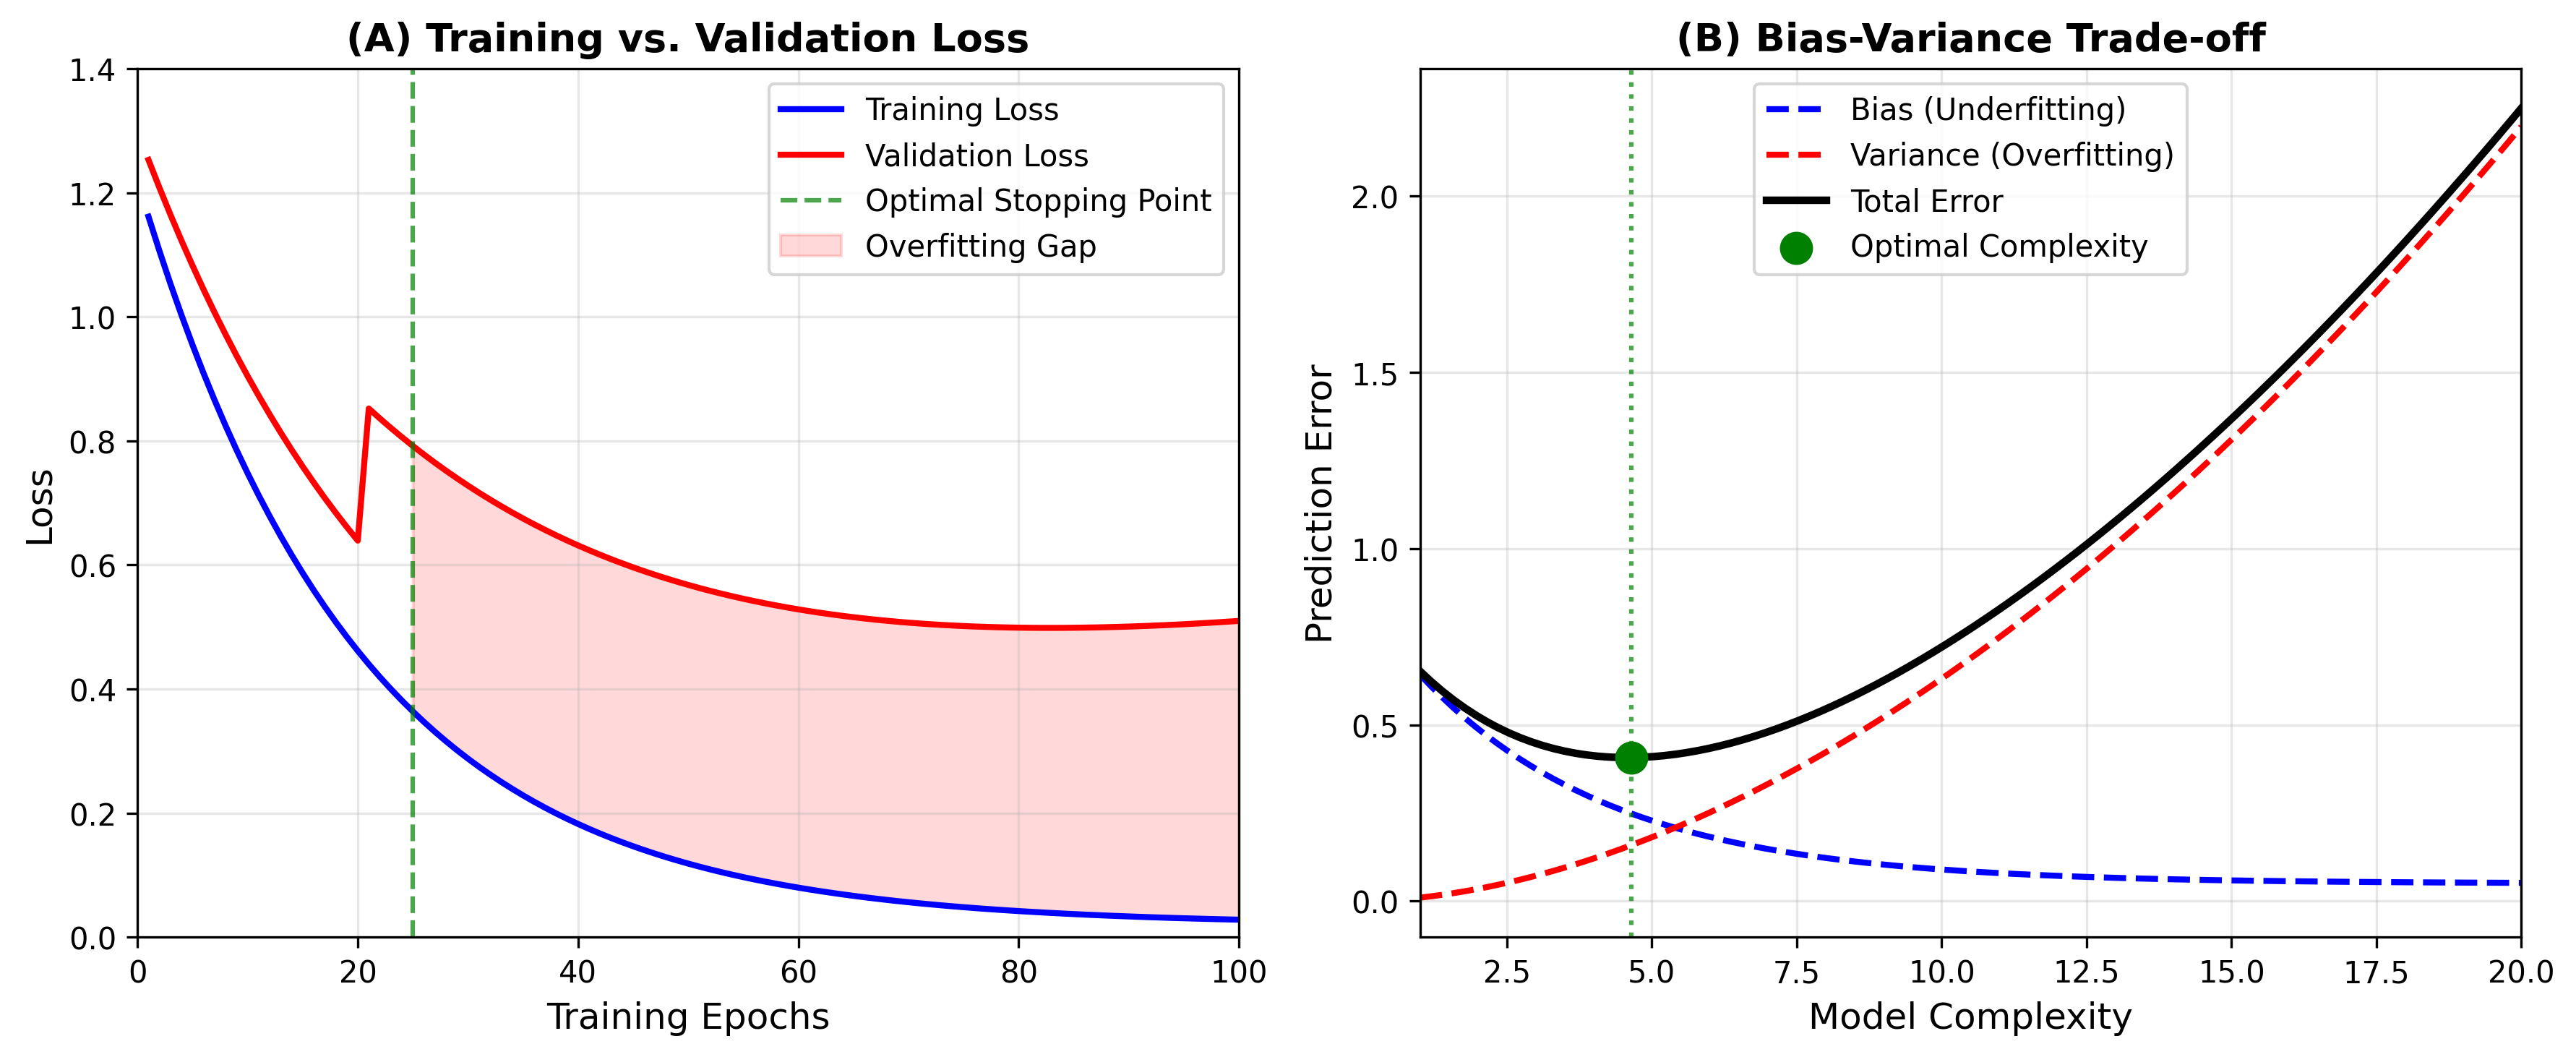 (A) Training vs. Validation Loss
1.4
1.2
1.0
0.8
0.6
0.4
0.2
0.0
Loss
Training Loss
Validation Loss
Optimal Stopping Point
Overfitting Gap
0 20 40 60 80 100
Training Epochs
(B) Bias-Variance Trade-off
2.0
1.5
1.0
0.5
0.0
Prediction Error
Bias (Underfitting)
Variance (Overfitting)
Total Error
Optimal Complexity
2.5 5.0 7.5 10.0 12.5 15.0 17.5 20.0
Model Complexity